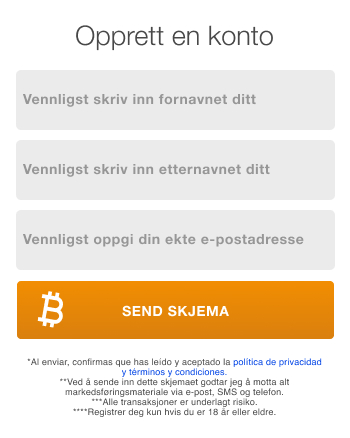 Opprett en konto
Vennligst skriv inn fornavnet ditt
Vennligst skriv inn etternavnet ditt
Vennligst oppgi din ekte e-postadresse
SEND SKJEMA
*Al enviar, confirmas que has leído y aceptado la política de privacidad
y términos y condiciones.
**Ved å sende inn dette skjemaet godtar jeg å motta alt
markedsføringsmateriale via e-post, SMS og telefon.
***Alle transaksjoner er underlagt risiko.
****Registrer deg kun hvis du er 18 år eller eldre.